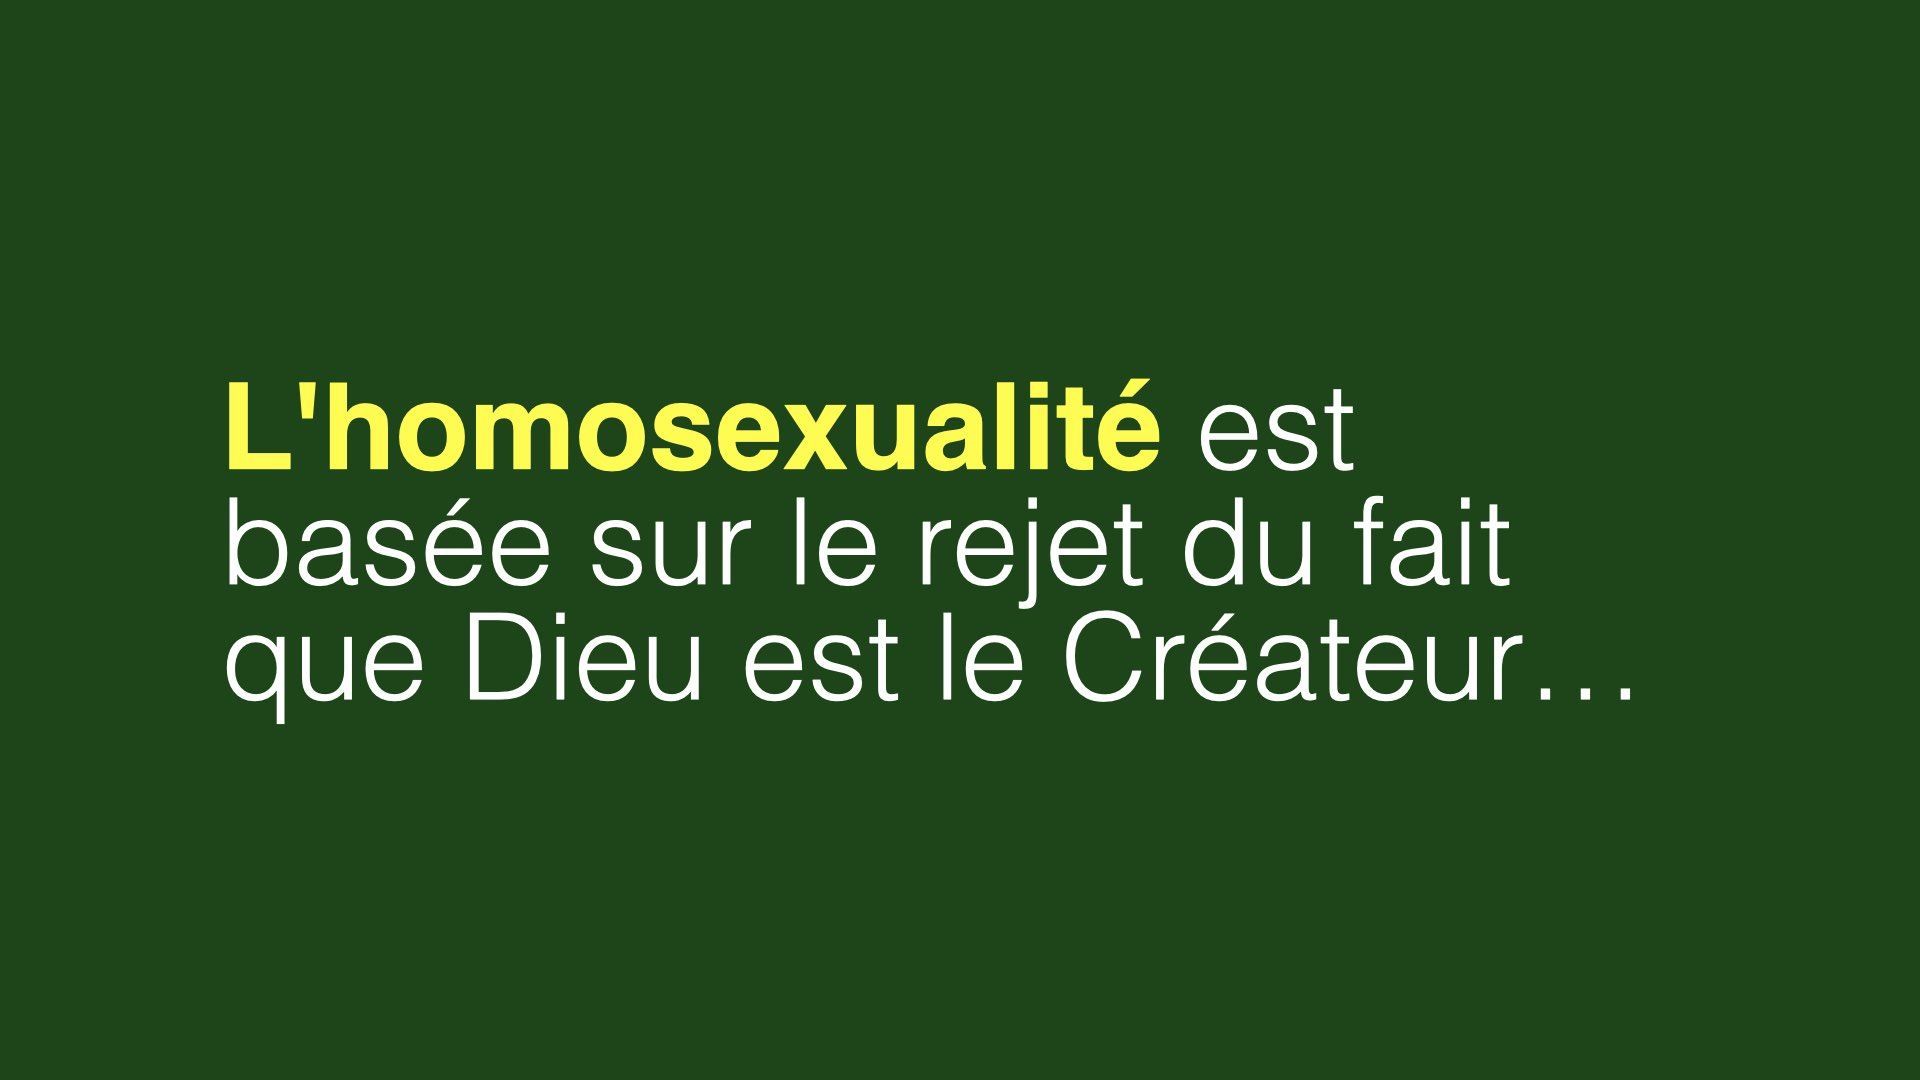 L'homosexualité est
basée sur le rejet du fait
que Dieu est le Créateur…